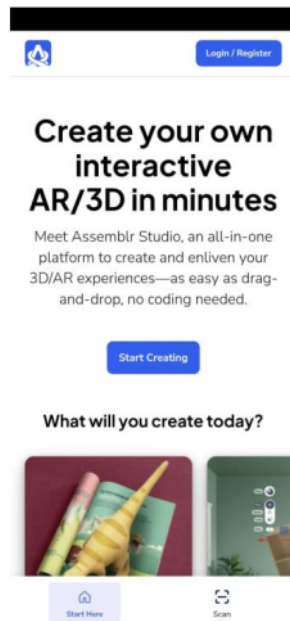 Login / Register
Create your own
interactive
AR/3D in minutes
Meet Assemblr Studio, an all-in-one
platform to create and enliven your
3D/AR experiences—as easy as drag-
and-drop, no coding needed.
Start Creating
What will you create today?
Start Here
Scan